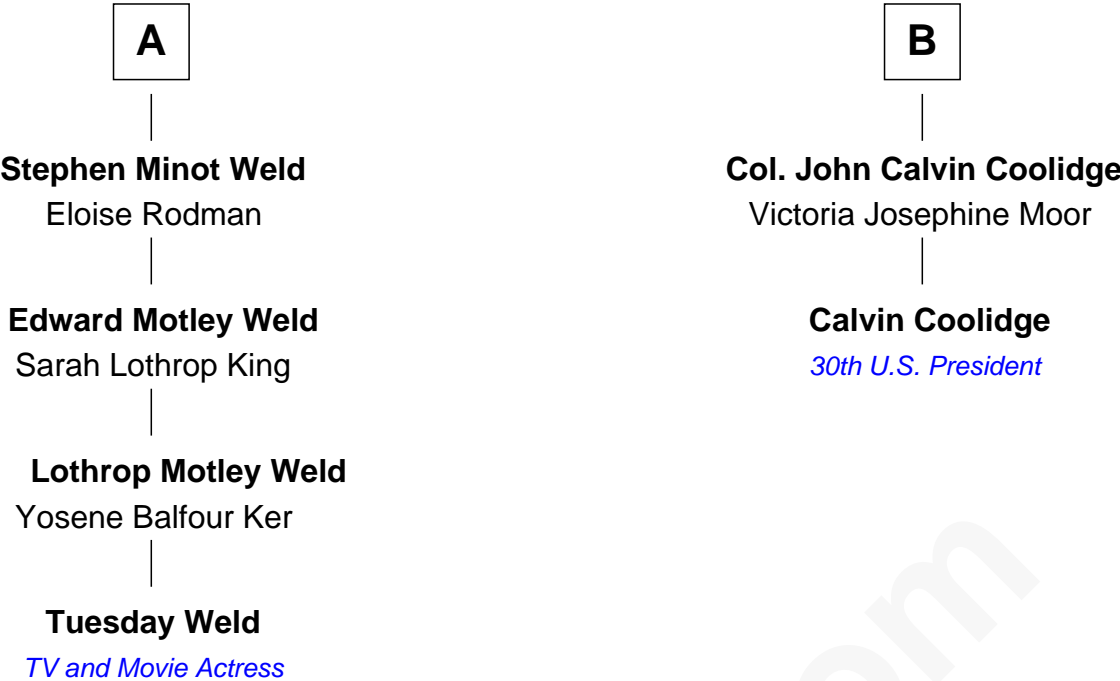 A
Stephen Minot Weld
Eloise Rodman
Edward Motley Weld
Sarah Lothrop King
Lothrop Motley Weld
Yosene Balfour Ker
Tuesday Weld
TV and Movie Actress
B
Col. John Calvin Coolidge
Victoria Josephine Moor
Calvin Coolidge
30th U.S. President
om